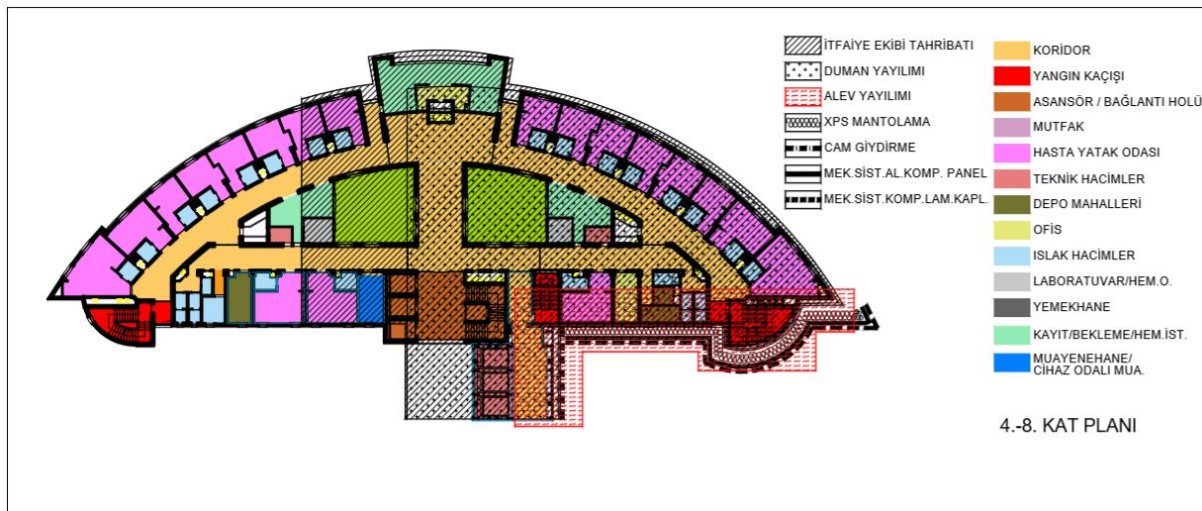 İTFAİYE EKİBİ TAHRİBATI
DUMAN YAYILIMI
ALEV YAYILIMI
XPS MANTOLAMA
CAM GİYDİRME
MEK.SİST.AL.KOMP. PANEL
MEK.SİST.KOMP.LAM.KAPL.
KORİDOR
YANGIN KAÇIŞI
ASANSÖR / BAĞLANTI HOLÜ
MUTFAK
HASTA YATAK ODASI
TEKNİK HACİMLER
DEPO MAHALLERİ
OFİS
ISLAK HACİMLER
LABORATUVAR/HEM.O.
YEMEKHANE
KAYIT/BEKLEME/HEM.İST.
MUAYENEHANE/
CİHAZ ODALI MUA.
4.-8. KAT PLANI